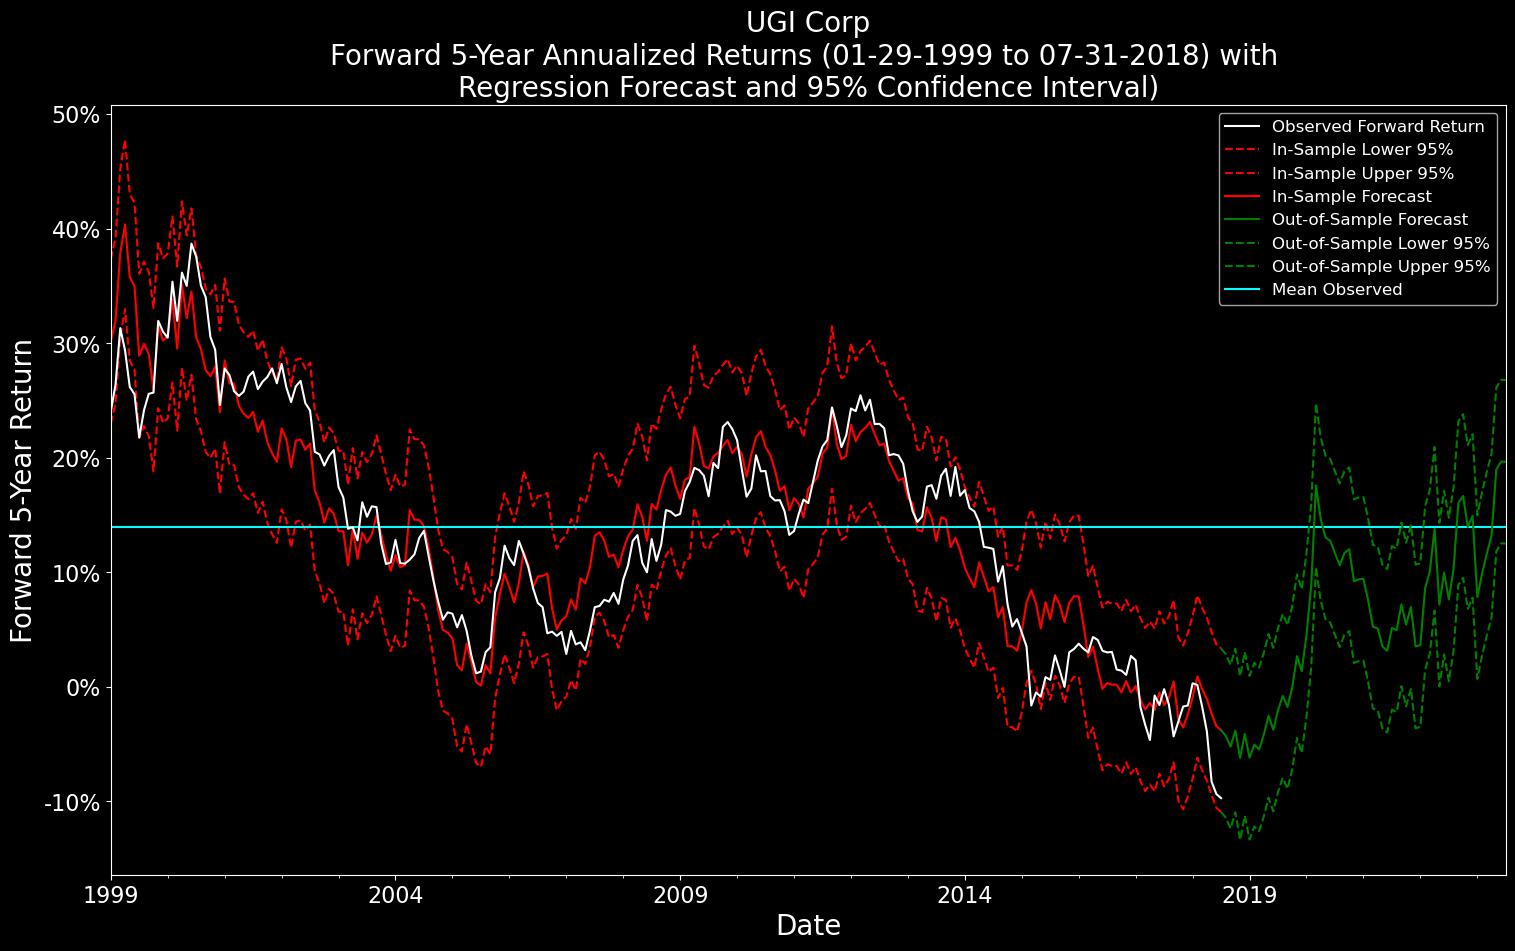 UGI Corp
Forward 5-Year Annualized Returns (01-29-1999 to 07-31-2018) with
Regression Forecast and 95% Confidence Interval)
Forward 5-Year Return
50%
40%
30%
20%
10%
0%
-10%
Observed Forward Return
In-Sample Lower 95%
In-Sample Upper 95%
In-Sample Forecast
Out-of-Sample Forecast
Out-of-Sample Lower 95%
Out-of-Sample Upper 95%
Mean Observed
1999
2004
2009
2014
2019
Date